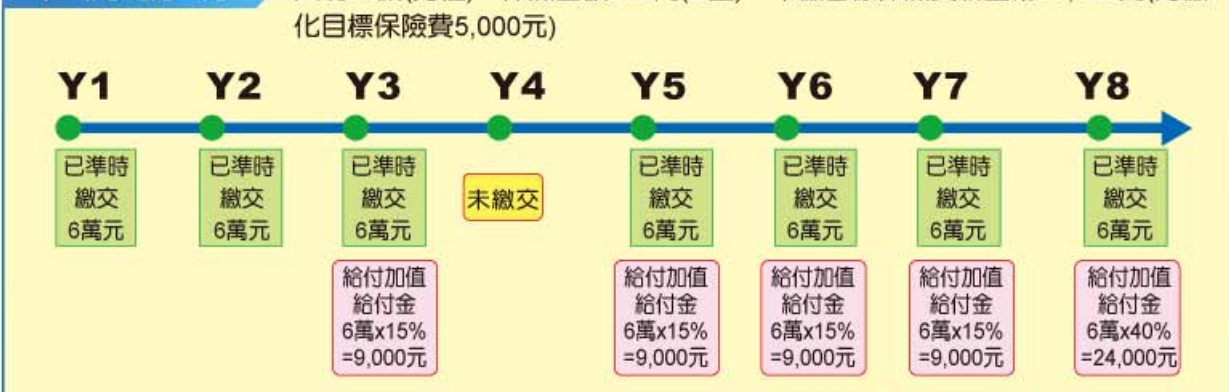 化目標保險費5,000元)
Y1 Y2 Y3 Y4 Y5 Y6 Y7 Y8
已準時
繳交
6萬元
已準時
繳交
6萬元
已準時
繳交
6萬元
未繳交
已準時
繳交
6萬元
已準時
繳交
6萬元
已準時
繳交
6萬元
已準時
繳交
6萬元
給付加值
給付金
6萬x15%
=9,000元
給付加值
給付金
6萬x15%
=9,000元
給付加值
給付金
6萬x15%
=9,000元
給付加值
給付金
6萬x15%
=9,000元
給付加值
給付金
6萬x40%
=24,000元